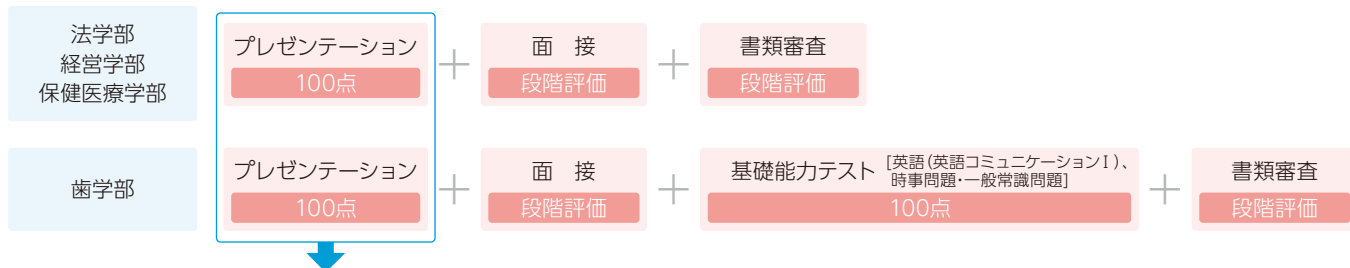 法学部
経営学部
保健医療学部
プレゼンテーション
100点
+
面 接
段階評価
+
書類審査
段階評価
歯学部
プレゼンテーション
100点
+
面 接
段階評価
+
基礎能力テスト [英語(英語コミュニケーションⅠ)、
時事問題・一般常識問題]
100点
+
書類審査
段階評価